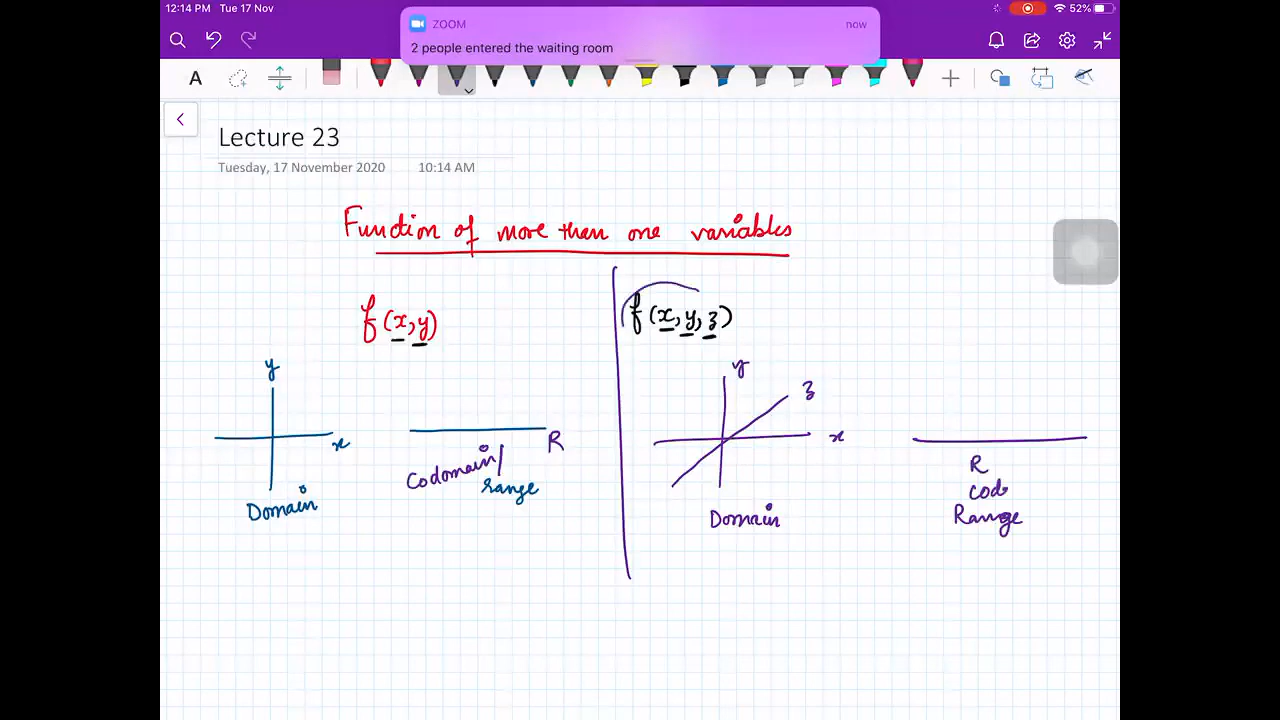 12:14 PM Tue 17 Nov
52%
ZOOM
now
2 people entered the waiting room
A
Lecture 23
Tuesday, 17 November 2020 10:14 AM
Function of more than one variables
f(x,y)
y
x
Domain
R
Codomain/
range
f(x,y,z)
y
z
x
Domain
R
cod
Range